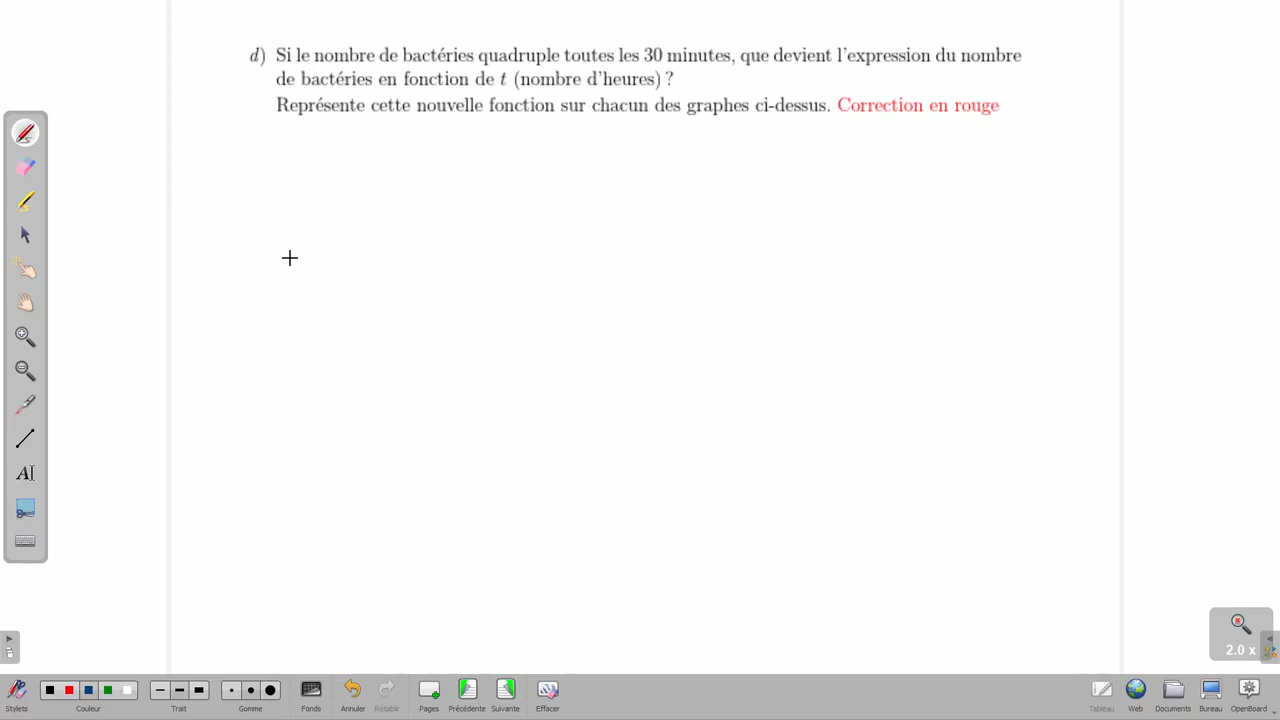 d) Si le nombre de bactéries quadruple toutes les 30 minutes, que devient l'expression du nombre
de bactéries en fonction de t (nombre d'heures) ?
Représente cette nouvelle fonction sur chacun des graphes ci-dessus. Correction en rouge
AI
2.0 x
Stylets Couleur Trait Gomme Fonds Annuler Rétablir Pages Précédente Suivante Effacer Tableau Web Documents Bureau OpenBoard